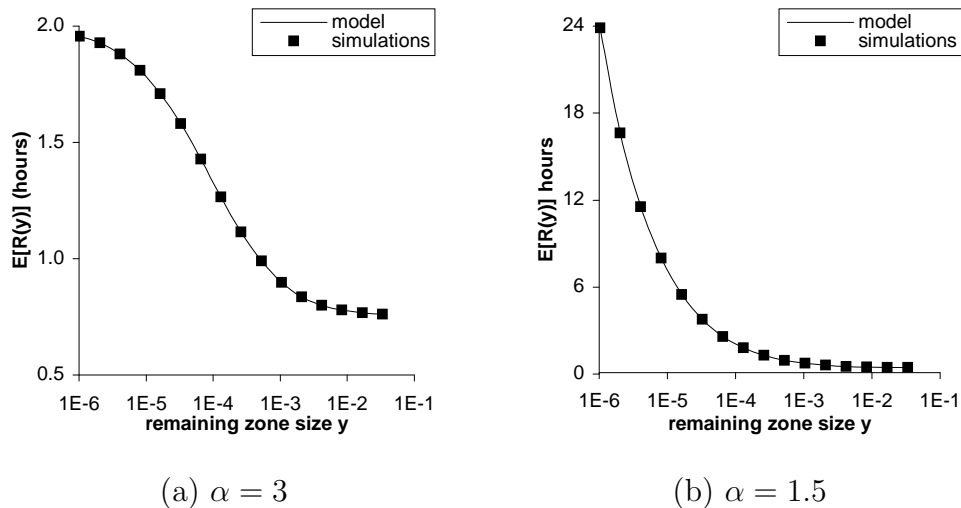 model
simulations
2.0
1.5
1.0
0.5
E[R(y)] (hours)
1E-6 1E-5 1E-4 1E-3 1E-2 1E-1
remaining zone size y
(a) α = 3
model
simulations
24
18
12
6
0
E[R(y)] hours
1E-6 1E-5 1E-4 1E-3 1E-2 1E-1
remaining zone size y
(b) α = 1.5